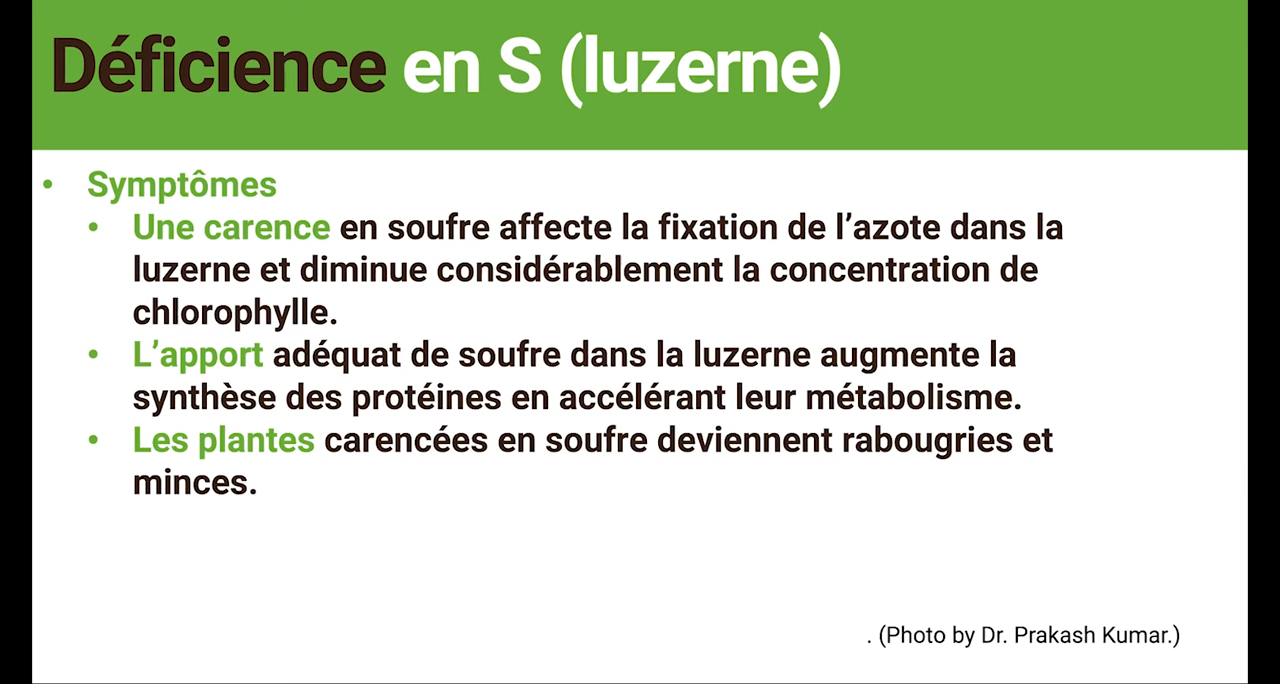 Déficience en S (luzerne)
• Symptômes
• Une carence en soufre affecte la fixation de l’azote dans la
luzerne et diminue considérablement la concentration de
chlorophylle.
• L’apport adéquat de soufre dans la luzerne augmente la
synthèse des protéines en accélérant leur métabolisme.
• Les plantes carencées en soufre deviennent rabougries et
minces.
. (Photo by Dr. Prakash Kumar.)